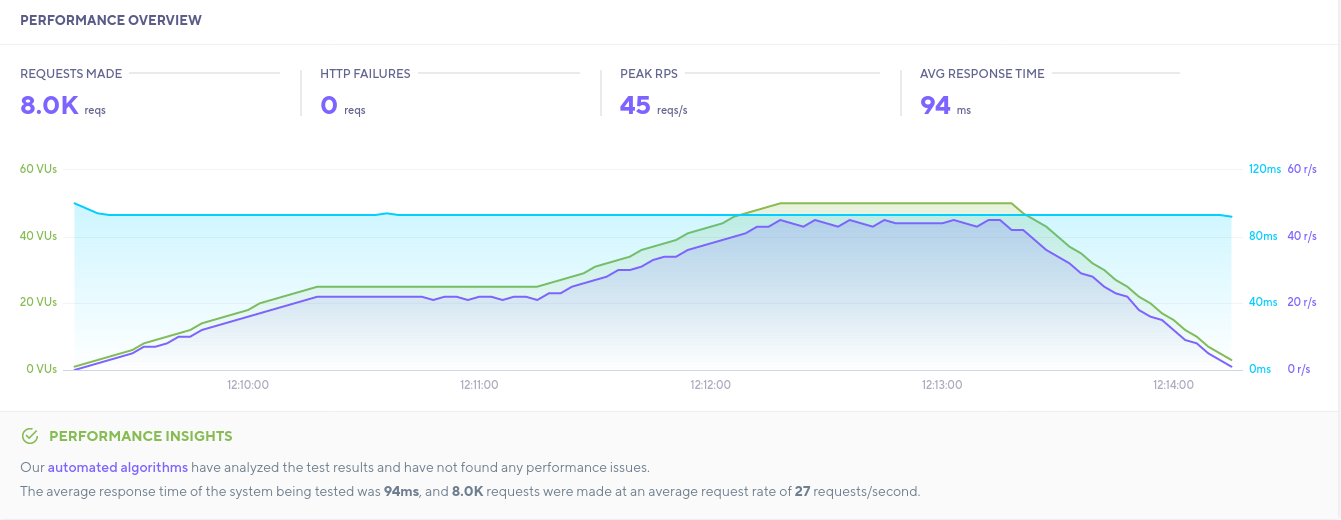 PERFORMANCE OVERVIEW
REQUESTS MADE
8.0K reqs
HTTP FAILURES
0 reqs
PEAK RPS
45 reqs/s
AVG RESPONSE TIME
94 ms
60 VUs
40 VUs
20 VUs
0 VUs
120ms 60 r/s
80ms 40 r/s
40ms 20 r/s
0ms 0 r/s
12:10:00 12:11:00 12:12:00 12:13:00 12:14:00
PERFORMANCE INSIGHTS
Our automated algorithms have analyzed the test results and have not found any performance issues.
The average response time of the system being tested was 94ms, and 8.0K requests were made at an average request rate of 27 requests/second.